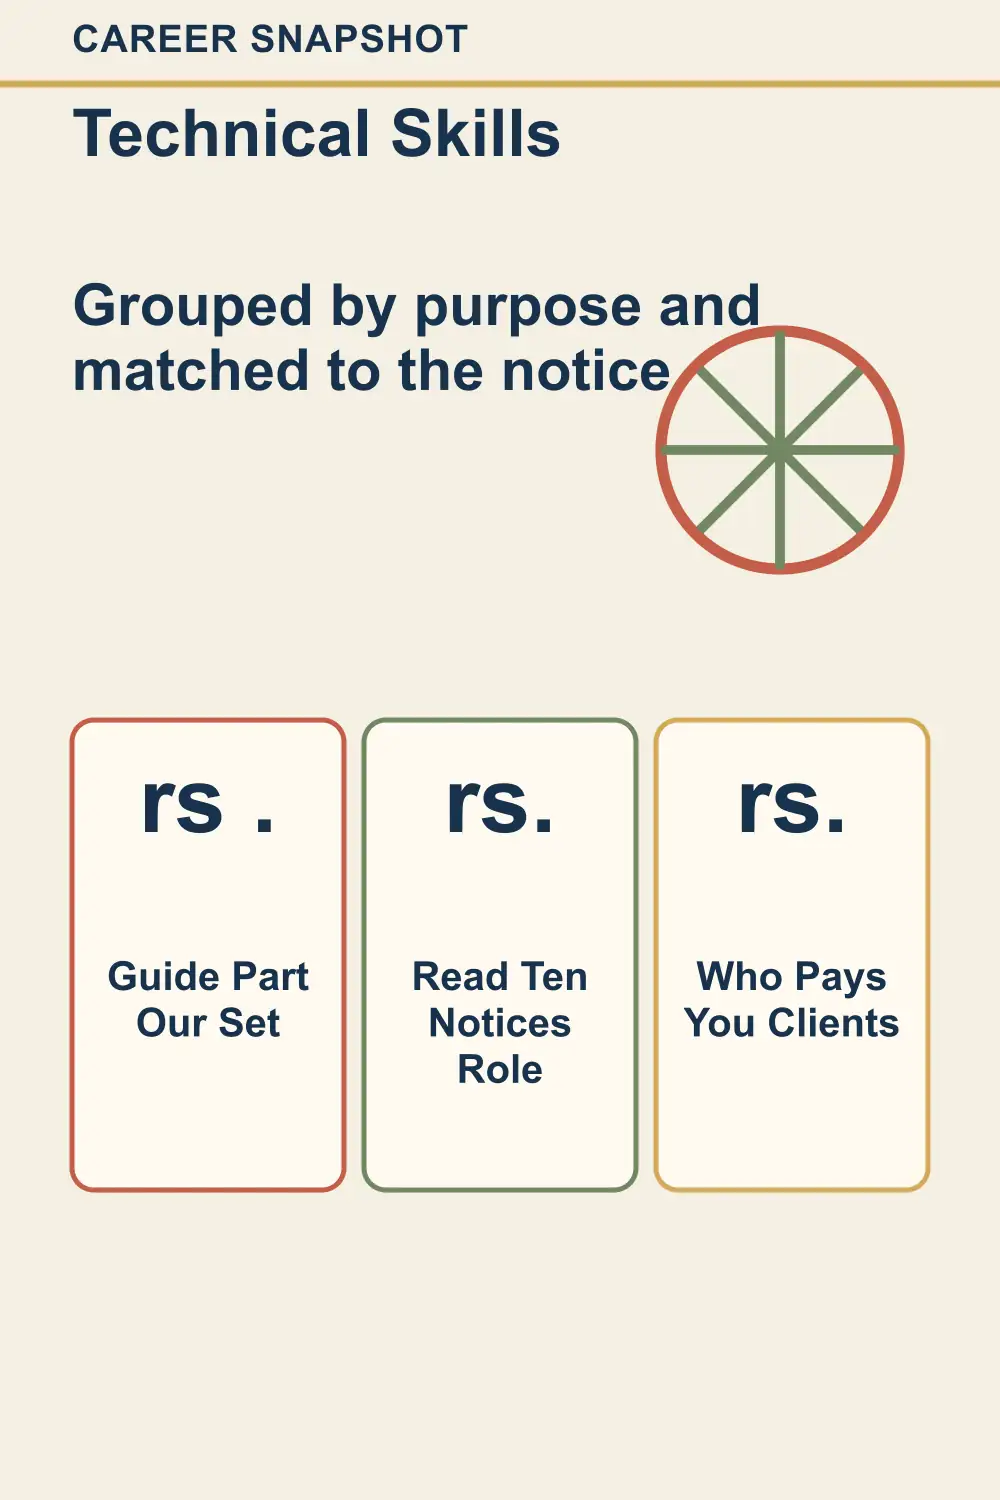 CAREER SNAPSHOT
Technical Skills
Grouped by purpose and
matched to the notice
rs .
Guide Part
Our Set
rs.
Read Ten
Notices
Role
rs.
Who Pays
You Clients